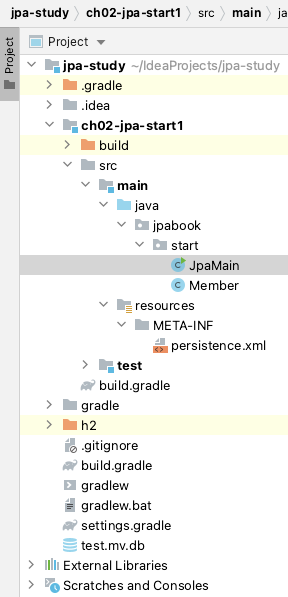 jpa-study > ch02-jpa-start1 > src > main > ja
Project
Project
jpa-study ~/IdeaProjects/jpa-study
.gradle
.idea
ch02-jpa-start1
build
src
main
java
jpabook
start
JpaMain
Member
resources
META-INF
persistence.xml
test
build.gradle
gradle
h2
.gitignore
build.gradle
gradlew
gradlew.bat
settings.gradle
test.mv.db
External Libraries
Scratches and Consoles